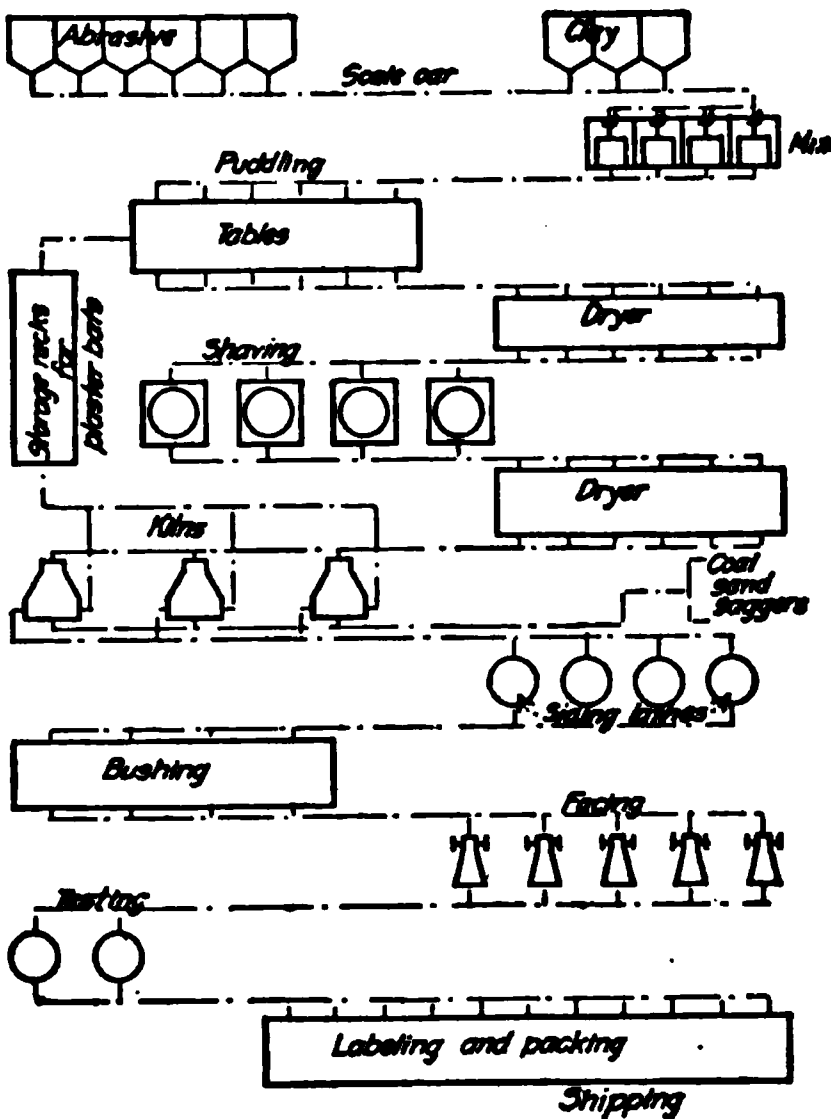 Abrasive
Clay
Scale car
Puddling
Tables
Storage racks
for
plaster bats
Dryer
Shaving
Dryer
Kilns
Coal
sand
saggers
Siding lathes
Bushing
Facing
Testing
Labeling and packing
Shipping